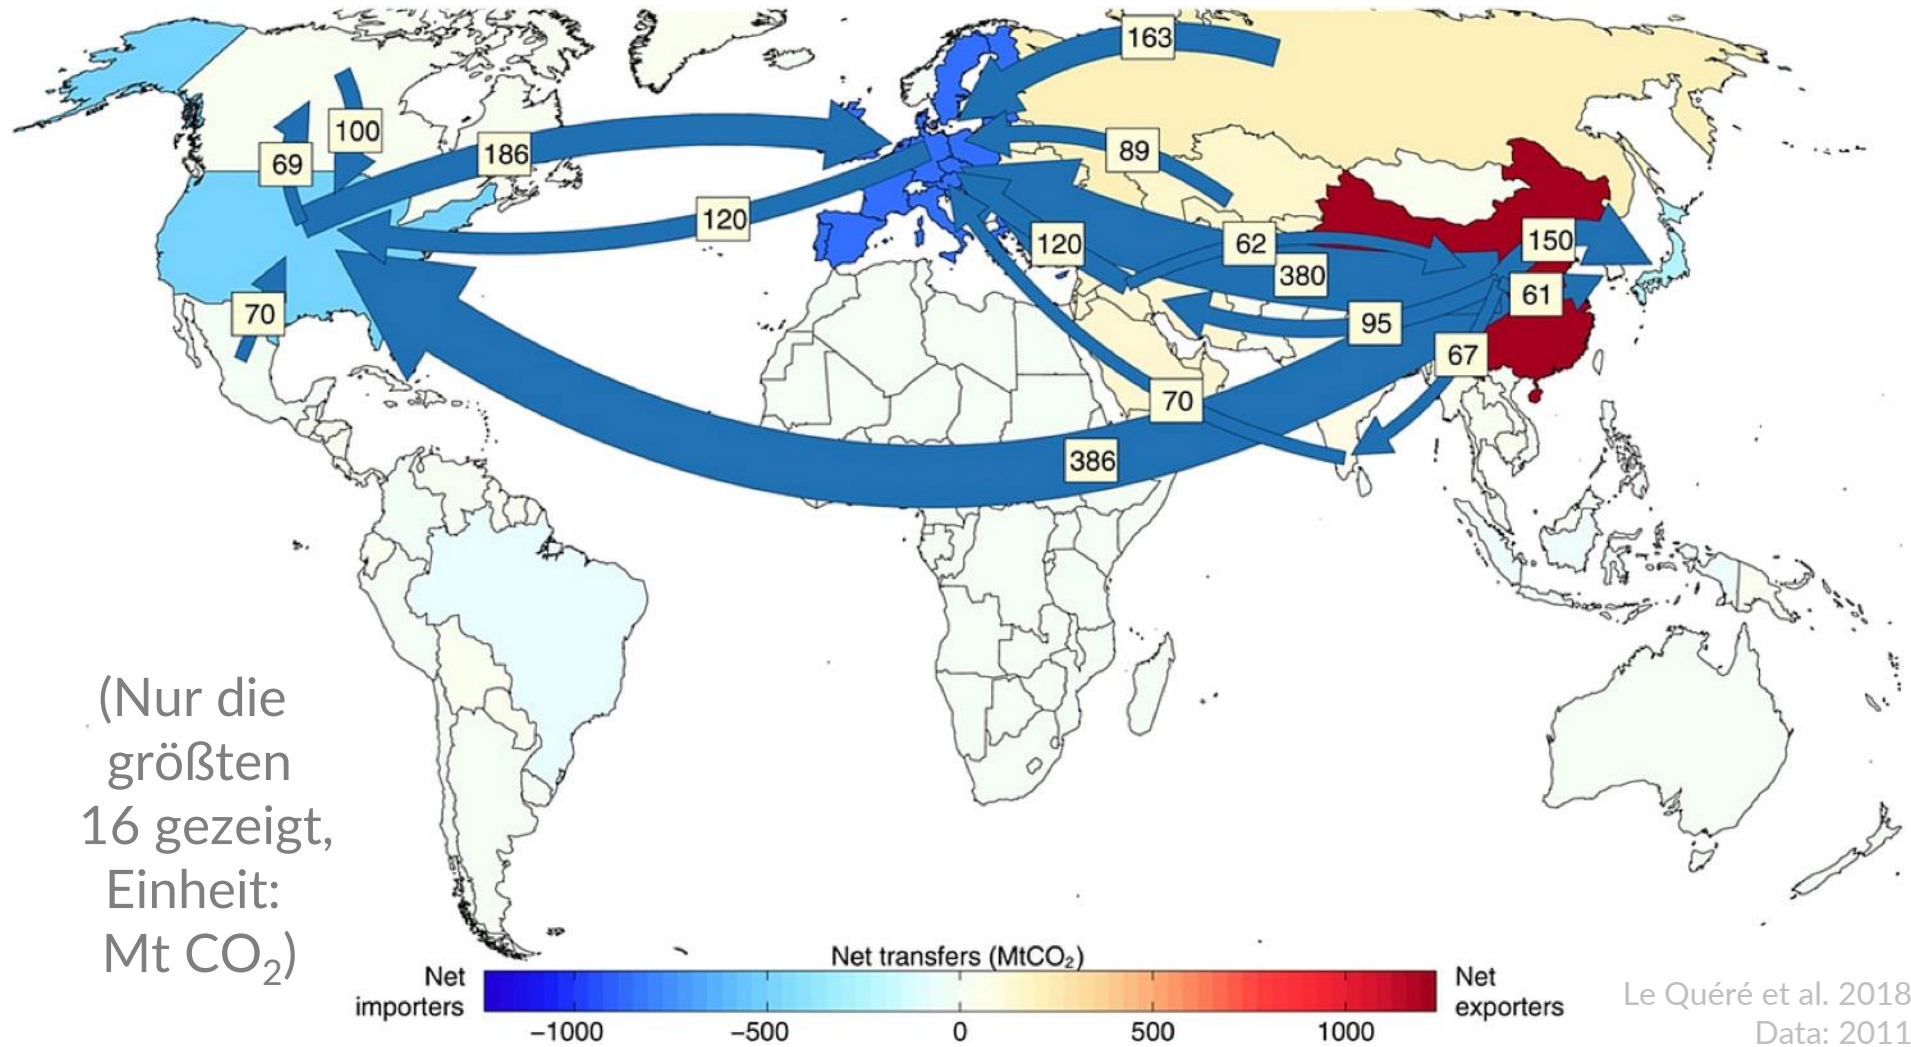 163
100
69
186
89
120
120
62
150
380
61
70
95
67
70
386
(Nur die
größten
16 gezeigt,
Einheit:
Mt CO₂)
Net transfers (MtCO₂)
Net
importers
Net
exporters
−1000 −500 0 500 1000
Le Quéré et al. 2018
Data: 2011